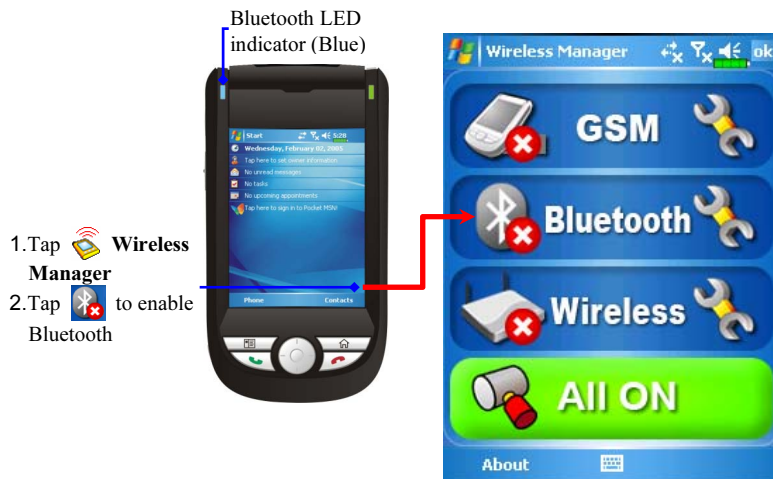 Bluetooth LED
indicator (Blue)
1.Tap Wireless
Manager
2.Tap to enable
Bluetooth
Start 5:28
Wednesday, February 02, 2005
Tap here to set owner information
No unread messages
No tasks
No upcoming appointments
Tap here to sign in to Pocket MSN!
Phone Contacts
Wireless Manager ok
GSM
Bluetooth
Wireless
All ON
About